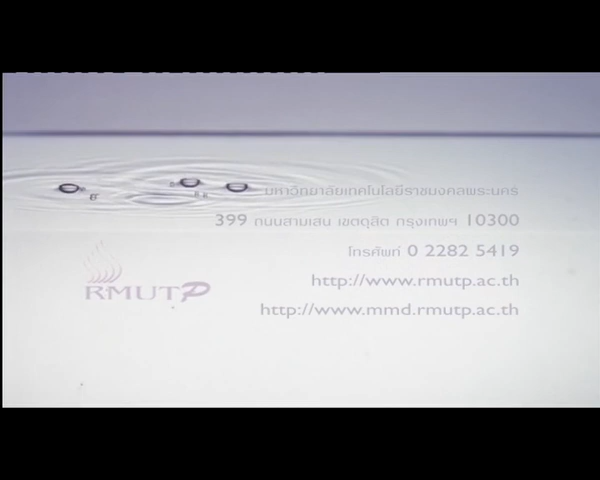 มหาวิทยาลัยเทคโนโลยีราชมงคลพระนคร
399 ถนนสามเสน เขตดุสิต กรุงเทพฯ 10300
โทรศัพท์ 0 2282 5419
http://www.rmutp.ac.th
RMUTP
http://www.mmd.rmutp.ac.th